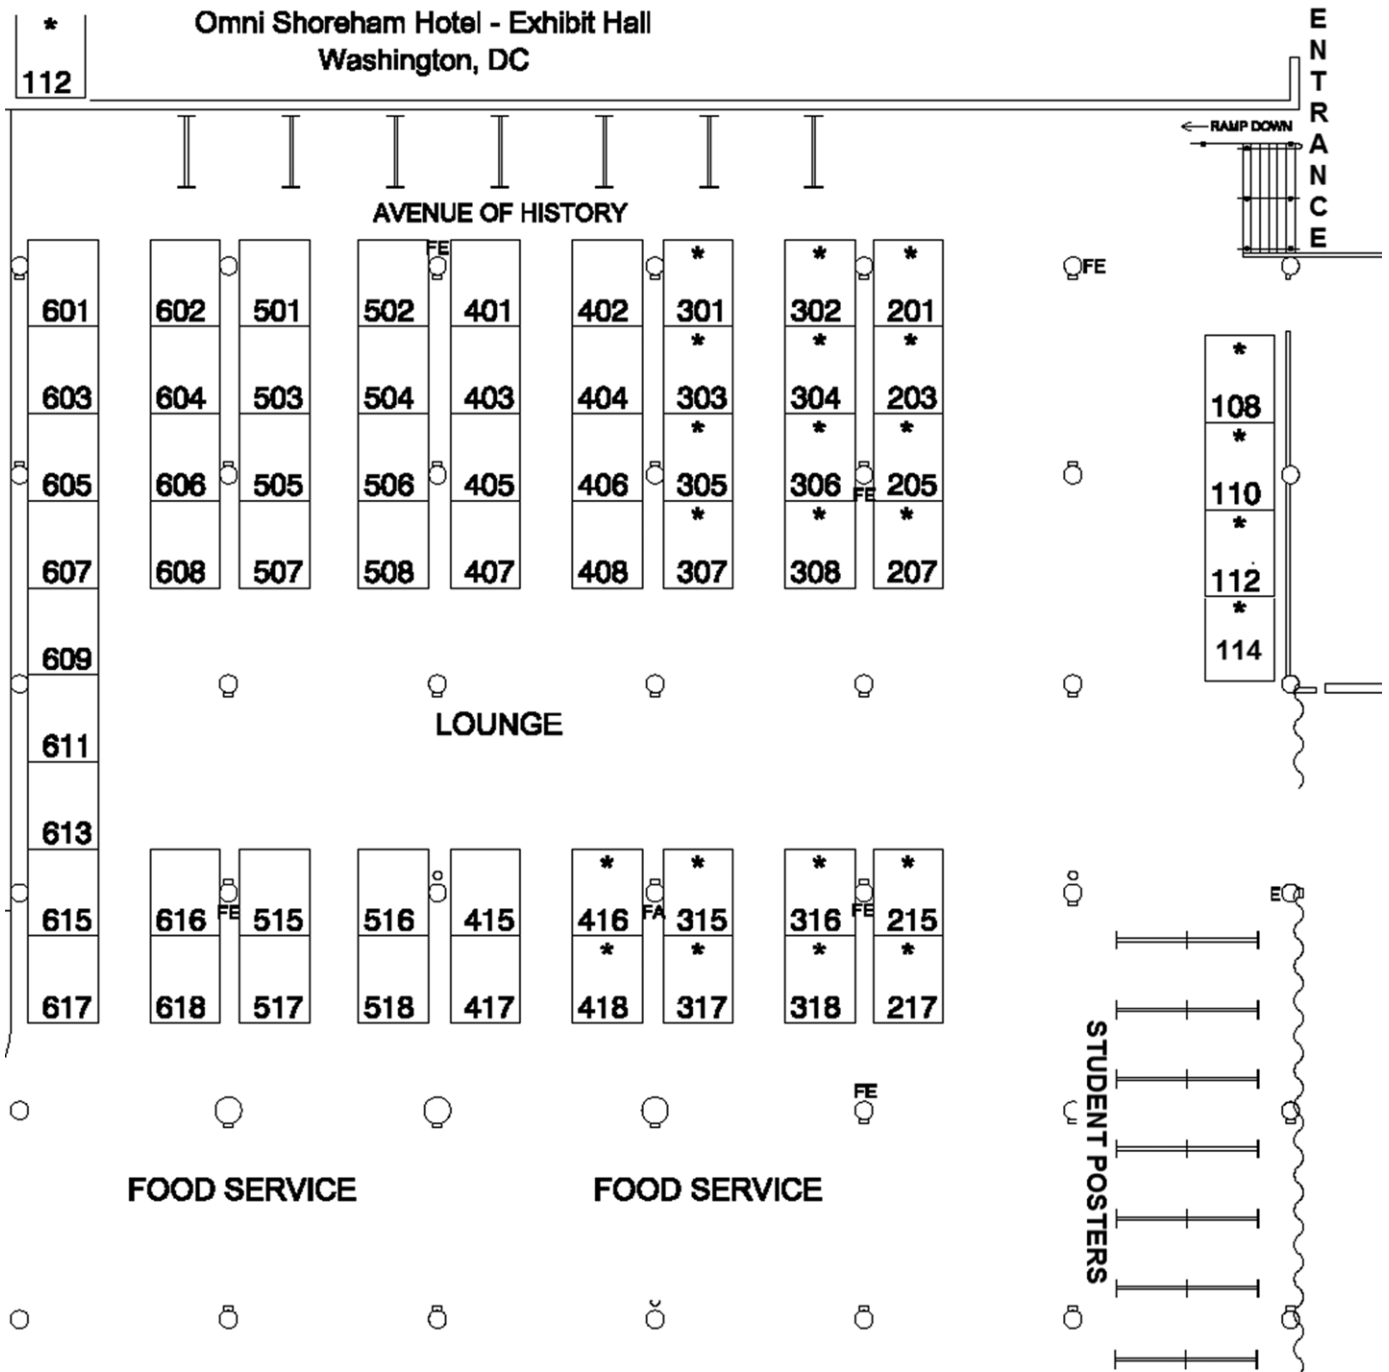 *
112
Omni Shoreham Hotel - Exhibit Hall
Washington, DC
ENTRANCE
RAMP DOWN
AVENUE OF HISTORY
FE
* * *
FE
601 602 501 502 401 402 301 302 201
* * *
*
603 604 503 504 403 404 303 304 203
108
* * *
*
605 606 505 506 405 406 305 306 205
FE
110
* * *
*
607 608 507 508 407 408 307 308 207
112
*
609
114
LOUNGE
611
613
* * * *
E
615 616 515 516 415 416 315 316 215
FE
FA
FE
* * * *
617 618 517 518 417 418 317 318 217
STUDENT POSTERS
FE
FOOD SERVICE FOOD SERVICE